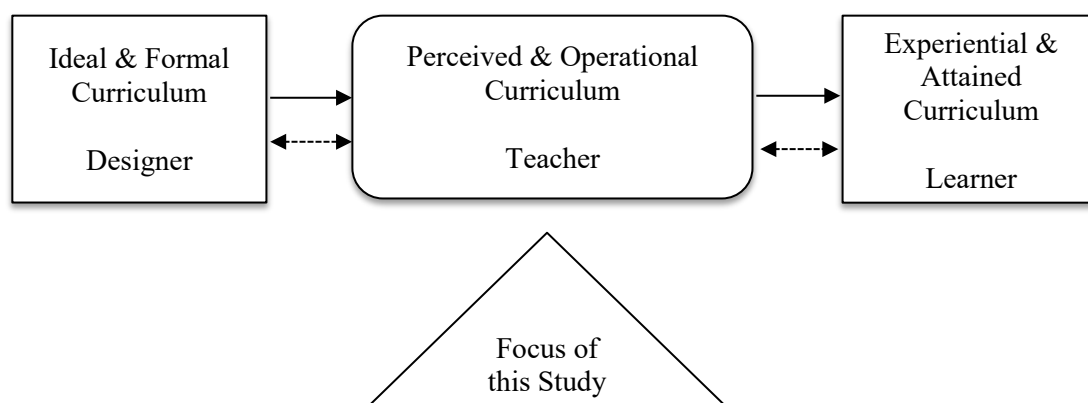 Ideal & Formal
Curriculum
Designer
Perceived & Operational
Curriculum
Teacher
Experiential &
Attained
Curriculum
Learner
Focus of
this Study